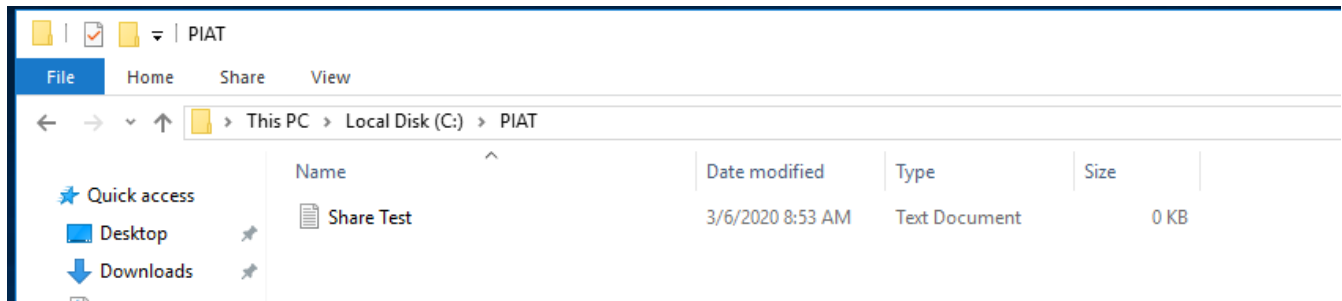 PIAT
File Home Share View
This PC Local Disk (C:) PIAT
Name Date modified Type Size
Quick access
Share Test 3/6/2020 8:53 AM Text Document 0 KB
Desktop
Downloads